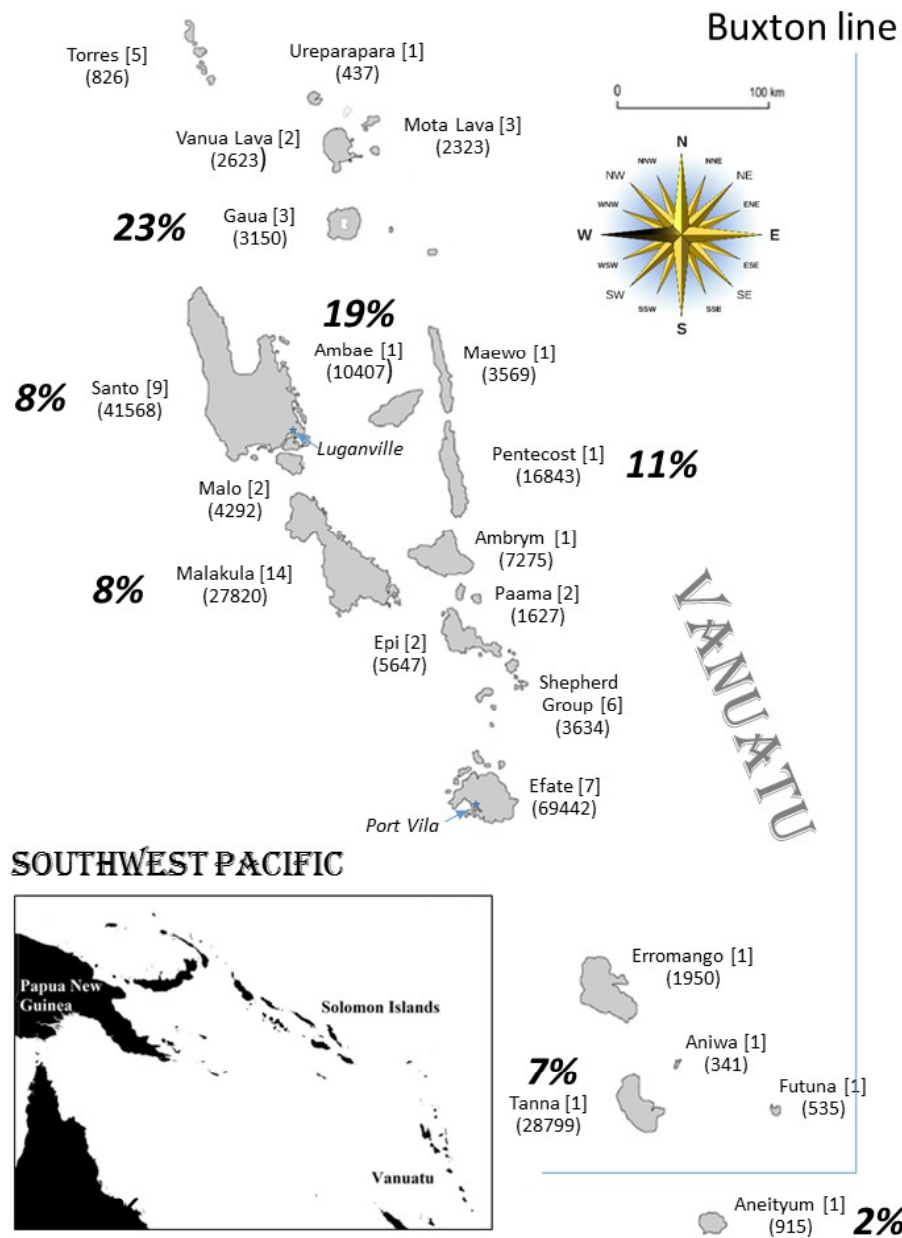 Buxton line
Torres [5]
(826)
Ureparapara [1]
(437)
0
100 km
Vanua Lava [2]
(2623)
Mota Lava [3]
(2323)
N
NNW
NNE
NW
NE
WNW
ENE
W
E
WSW
ESE
SW
SE
SSW
SSE
S
23%
Gaua [3]
(3150)
19%
Ambae [1]
(10407)
Maewo [1]
(3569)
8%
Santo [9]
(41568)
Luganville
Pentecost [1]
(16843)
11%
Malo [2]
(4292)
Ambrym [1]
(7275)
8%
Malakula [14]
(27820)
Paama [2]
(1627)
Epi [2]
(5647)
Shepherd
Group [6]
(3634)
VANUATU
Efate [7]
(69442)
Port Vila
SOUTHWEST PACIFIC
Papua New
Guinea
Solomon Islands
Vanuatu
Erromango [1]
(1950)
Aniwa [1]
(341)
7%
Tanna [1]
(28799)
Futuna [1]
(535)
Aneityum [1]
(915)
2%